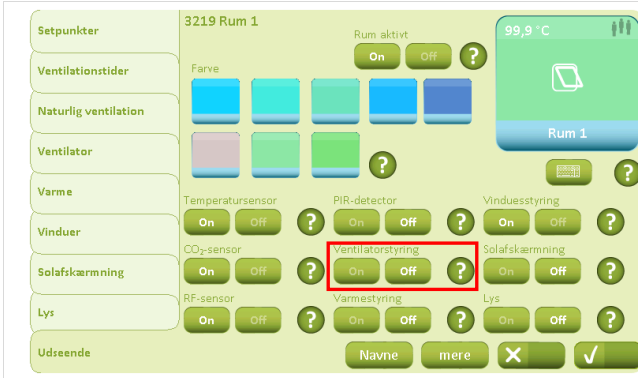 3219 Rum 1
Setpunkter
Ventilationstider
Naturlig ventilation
Ventilator
Varme
Vinduer
Solafskærmning
Lys
Udseende
Rum aktivt
On Off ?
Farve
?
99,9 °C
Rum 1
?
Temperatursensor PIR-detector Vinduesstyring
On Off ? On Off ? On Off ?
CO₂-sensor Ventilatorstyring Solafskærmning
On Off ? On Off ? On Off ?
RF-sensor Varmestyring Lys
On Off ? On Off ? On Off ?
Navne mere